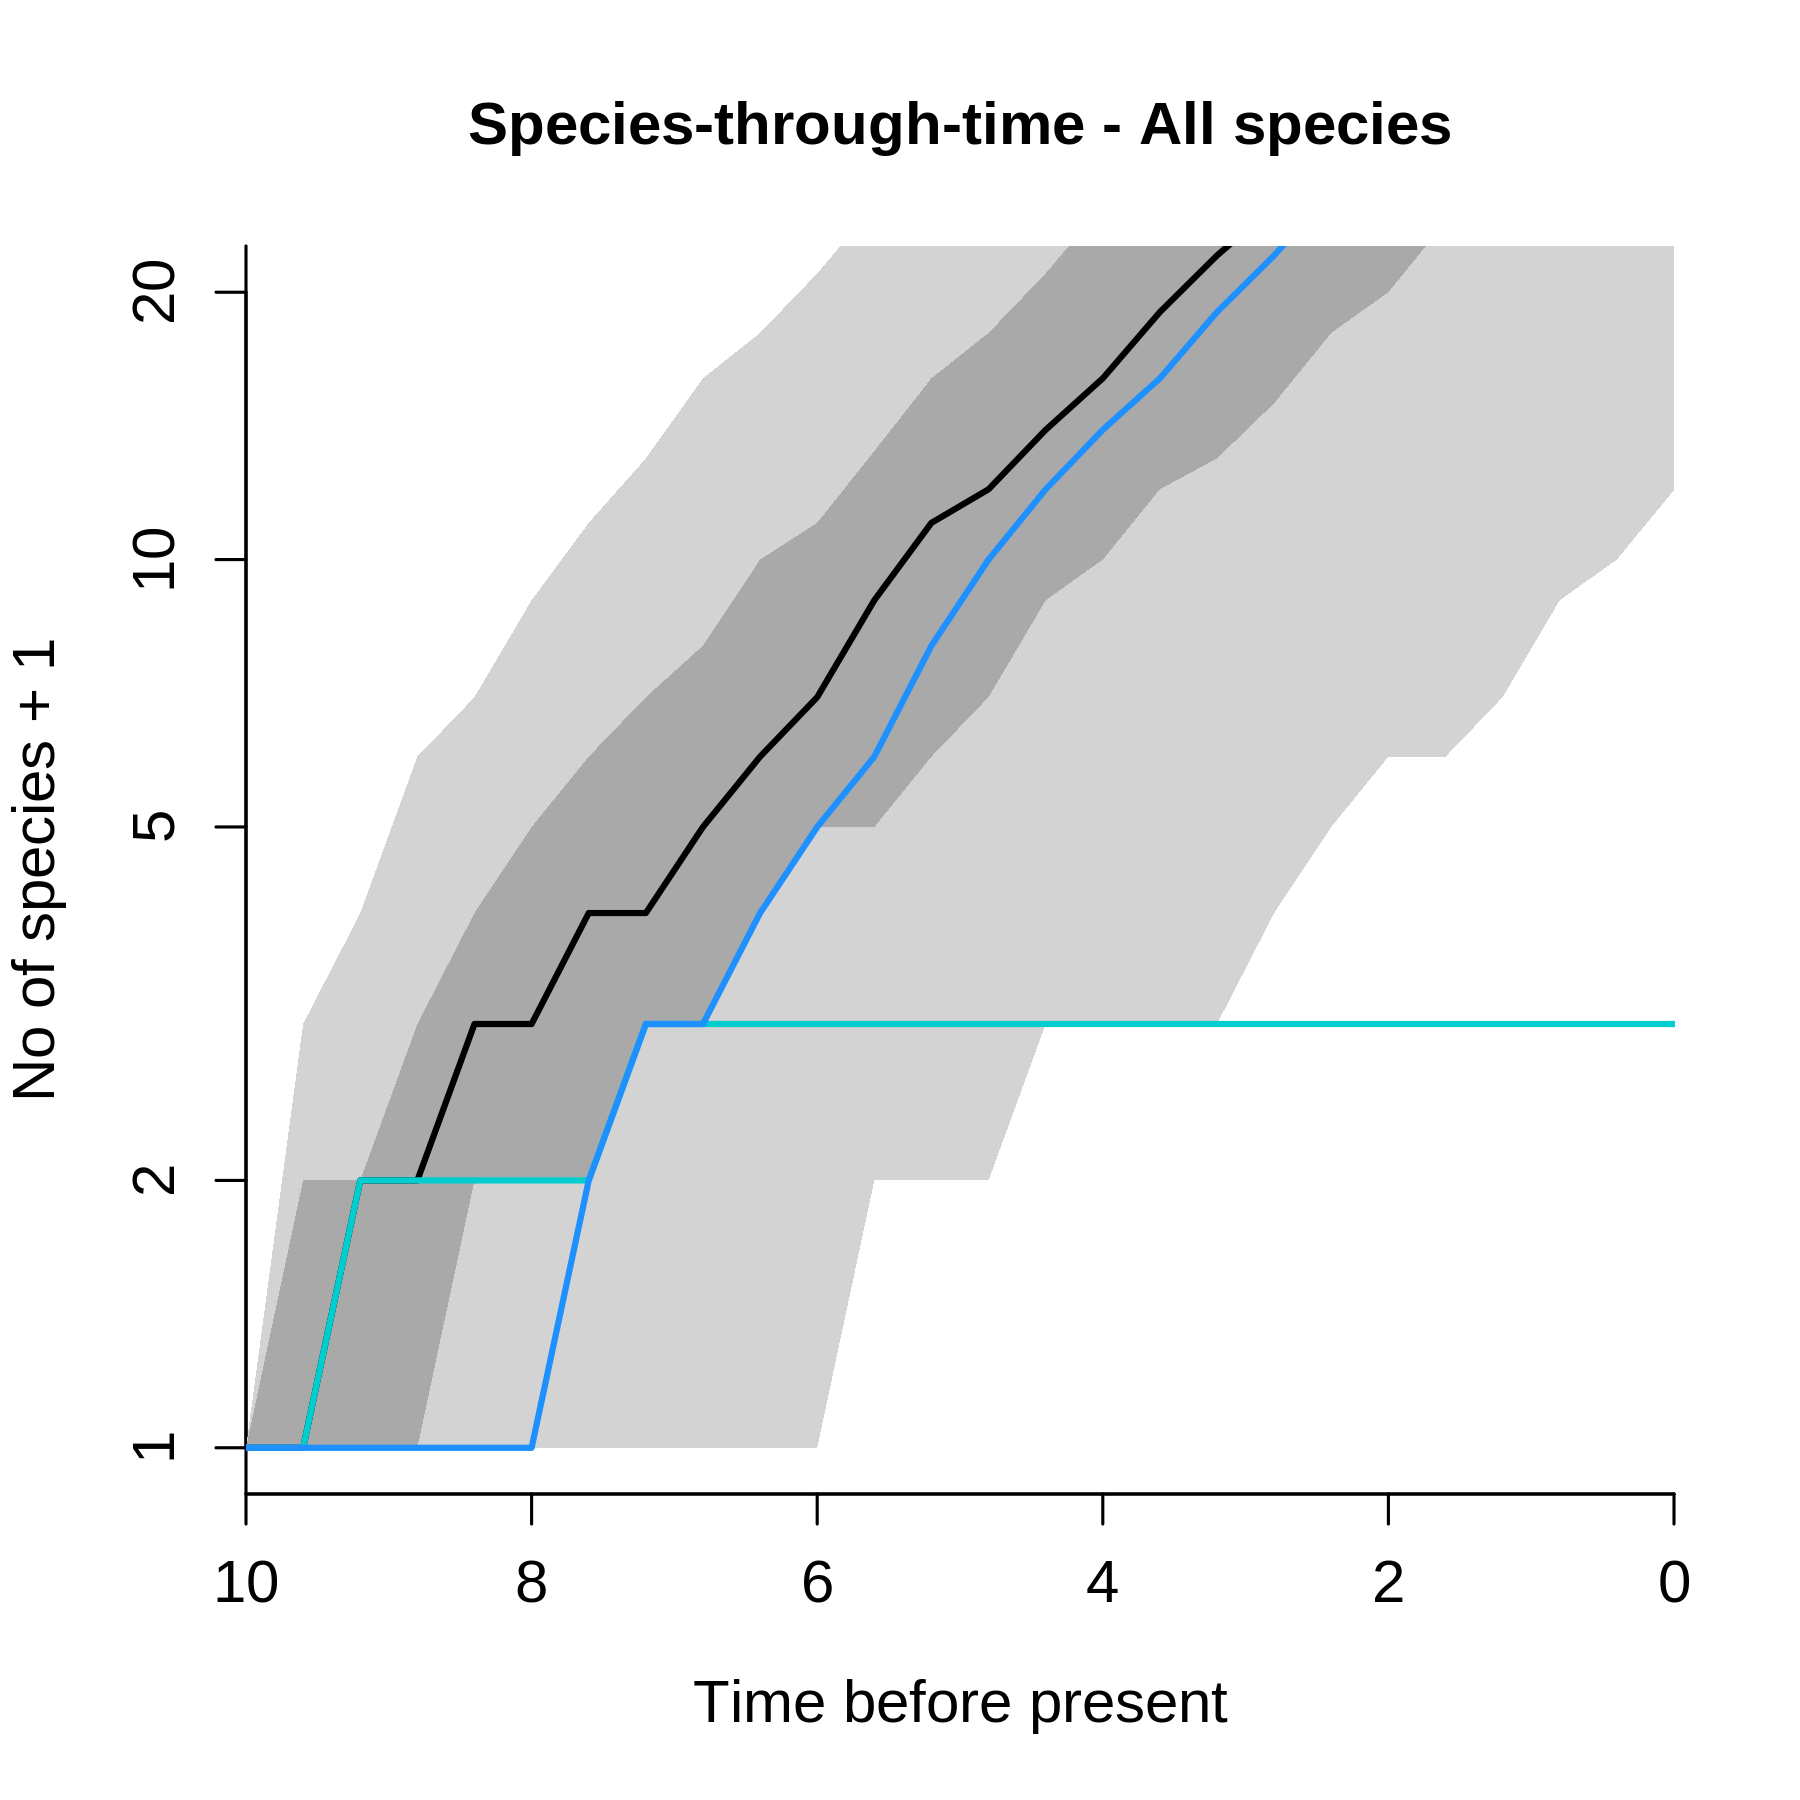 Species-through-time - All species
No of species + 1
20
10
5
2
1
10 8 6 4 2 0
Time before present